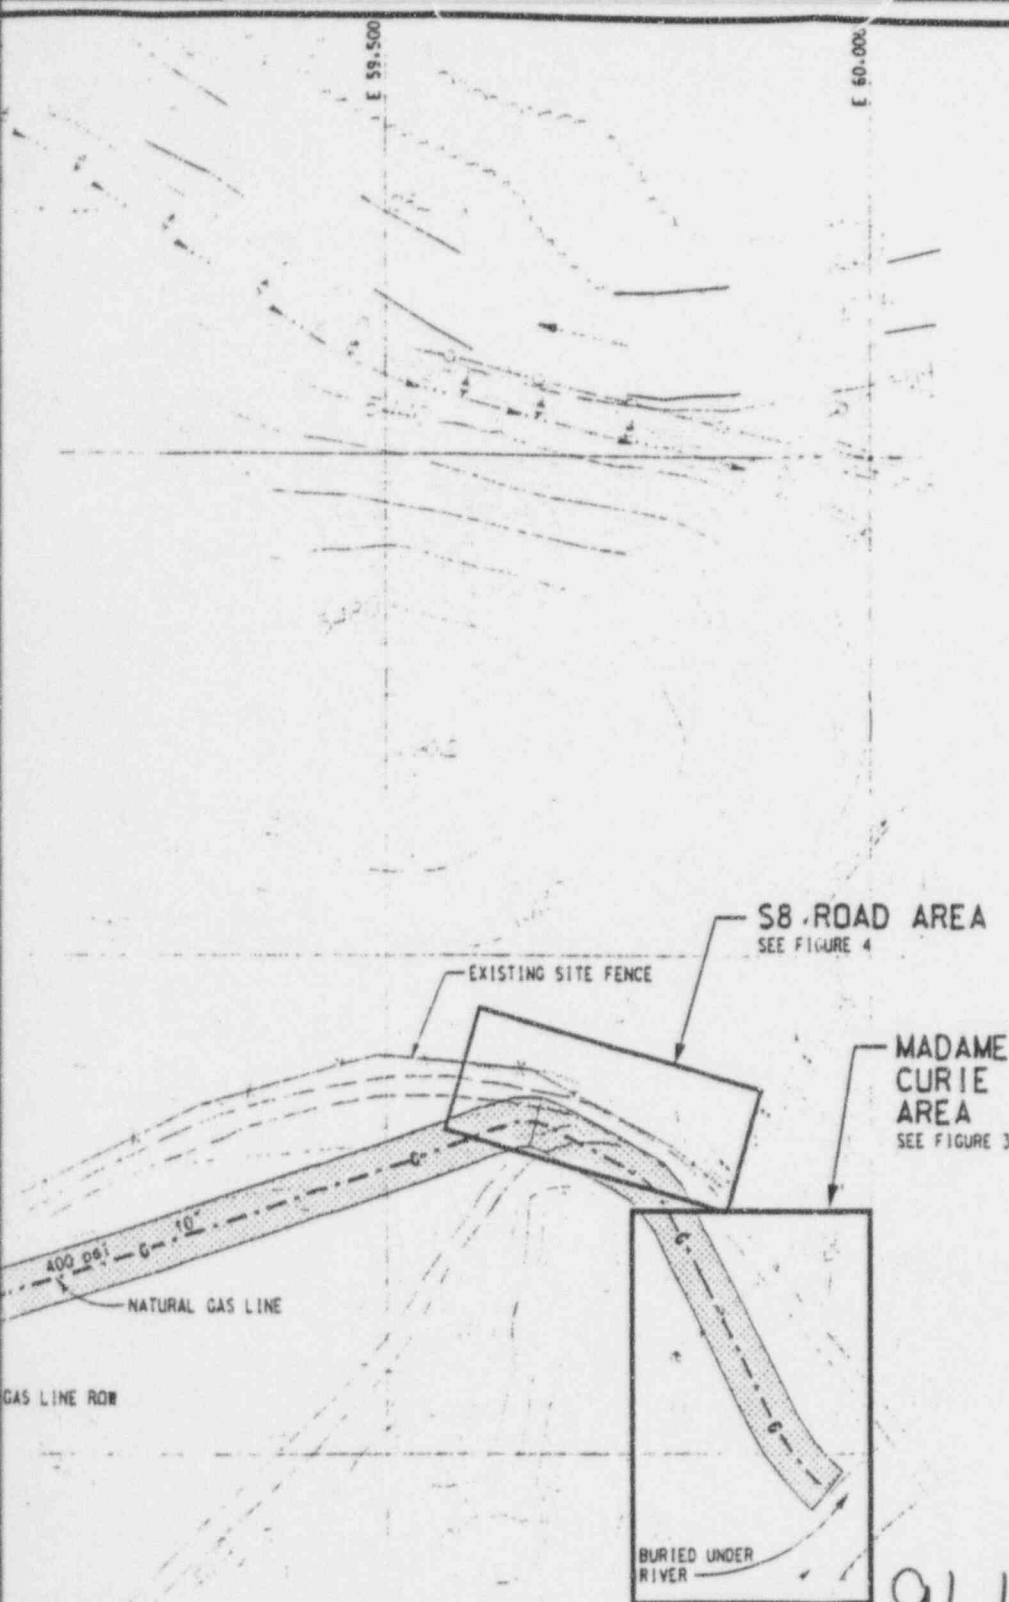 E 59.500
E 60.000
S8 ROAD AREA
SEE FIGURE 4
EXISTING SITE FENCE
MADAME
CURIE
AREA
SEE FIGURE 3
G
10"
G
400 psi
NATURAL GAS LINE
G
GAS LINE ROW
G
BURIED UNDER
RIVER